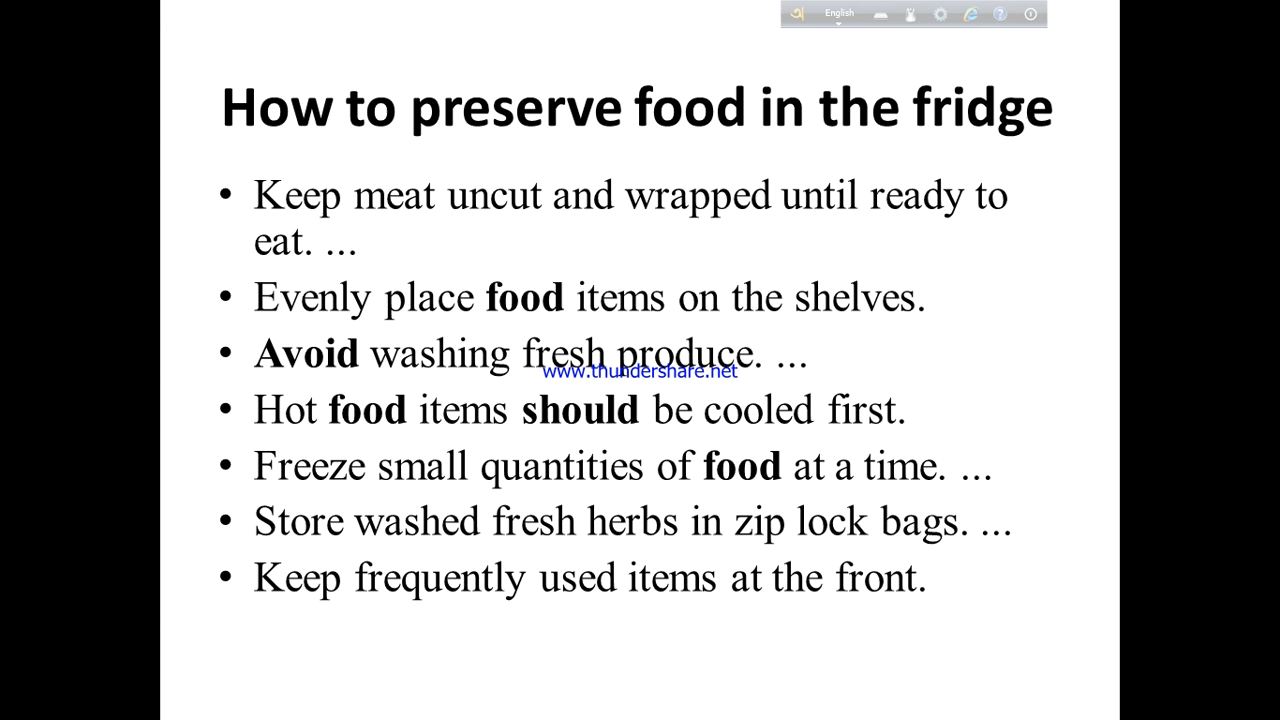 অ English
How to preserve food in the fridge
• Keep meat uncut and wrapped until ready to
eat. ...
• Evenly place food items on the shelves.
• Avoid washing fresh produce. ...
www.thundershare.net
• Hot food items should be cooled first.
• Freeze small quantities of food at a time. ...
• Store washed fresh herbs in zip lock bags. ...
• Keep frequently used items at the front.